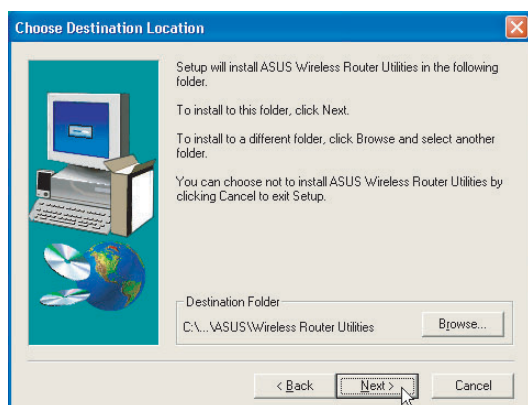 Choose Destination Location
Setup will install ASUS Wireless Router Utilities in the following
folder.
To install to this folder, click Next.
To install to a different folder, click Browse and select another
folder.
You can choose not to install ASUS Wireless Router Utilities by
clicking Cancel to exit Setup.
Destination Folder
C:\...\ASUS\Wireless Router Utilities
Browse...
< Back
Next >
Cancel